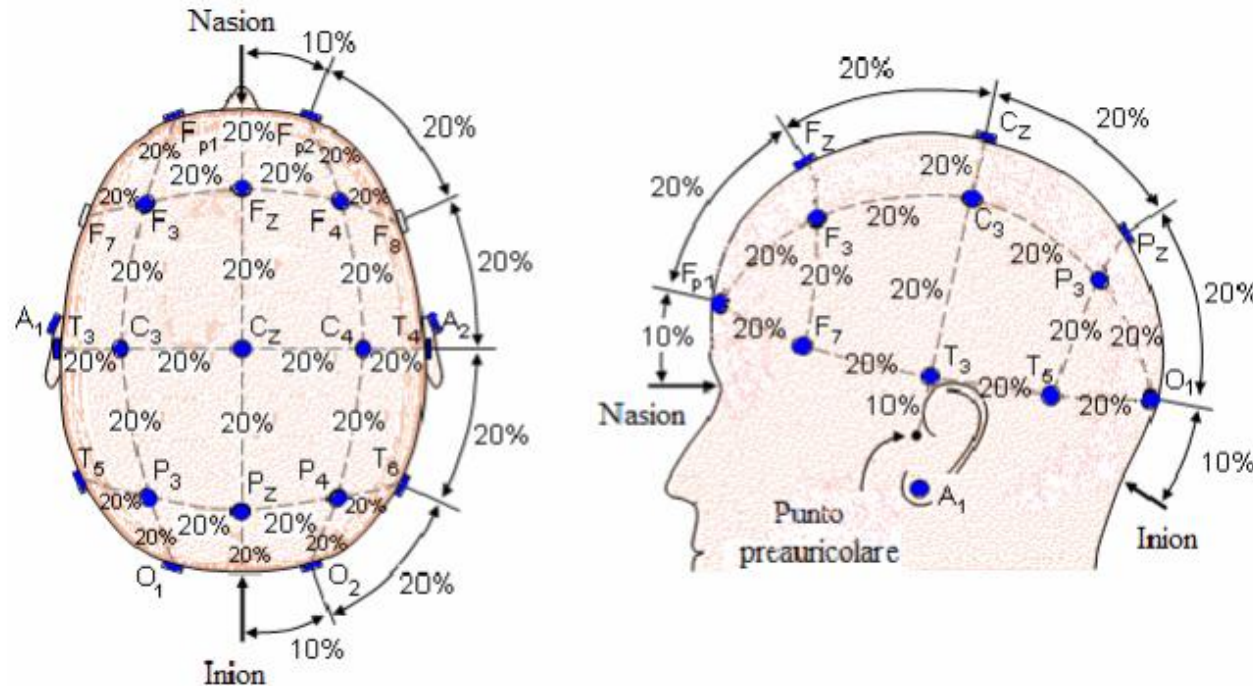 Nasion
10%
20%
F p1 20% F p2
20% 20%
20% 20%
20% 20%
F7 F3 FZ F4 F8
20% 20% 20% 20%
A1 T3 C3 CZ C4 T4 A2
20% 20% 20% 20%
20% 20% 20% 20%
T5 P3 PZ P4 T6
20% 20%
20% 20%
20% 20% 20%
O1 O2 20%
10%
Inion
20%
CZ
20%
FZ
20%
20%
C3
20%
F3
PZ
20% 20%
Fp1 20% 20% P3
20%
10% 20% F7 20% 20%
20% T3 T5 O1
20% 20%
Nasion 10%
10%
A1
Punto
preauricolare
Inion